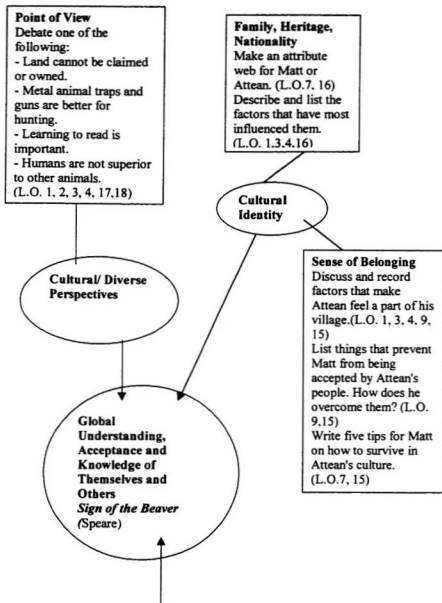 Point of View
Debate one of the
following:
- Land cannot be claimed
or owned.
- Metal animal traps and
guns are better for
hunting.
- Learning to read is
important.
- Humans are not superior
to other animals.
(L.O. 1, 2, 3, 4, 17,18)
Family, Heritage,
Nationality
Make an attribute
web for Matt or
Attean. (L.O.7, 16)
Describe and list the
factors that have most
influenced them.
(L.O. 1,3,4,16)
Cultural
Identity
Cultural/ Diverse
Perspectives
Sense of Belonging
Discuss and record
factors that make
Attean feel a part of his
village.(L.O. 1, 3, 4, 9,
15)
List things that prevent
Matt from being
accepted by Attean's
people. How does he
overcome them? (L.O.
9,15)
Write five tips for Matt
on how to survive in
Attean's culture.
(L.O.7, 15)
Global
Understanding,
Acceptance and
Knowledge of
Themselves and
Others
Sign of the Beaver
(Speare)